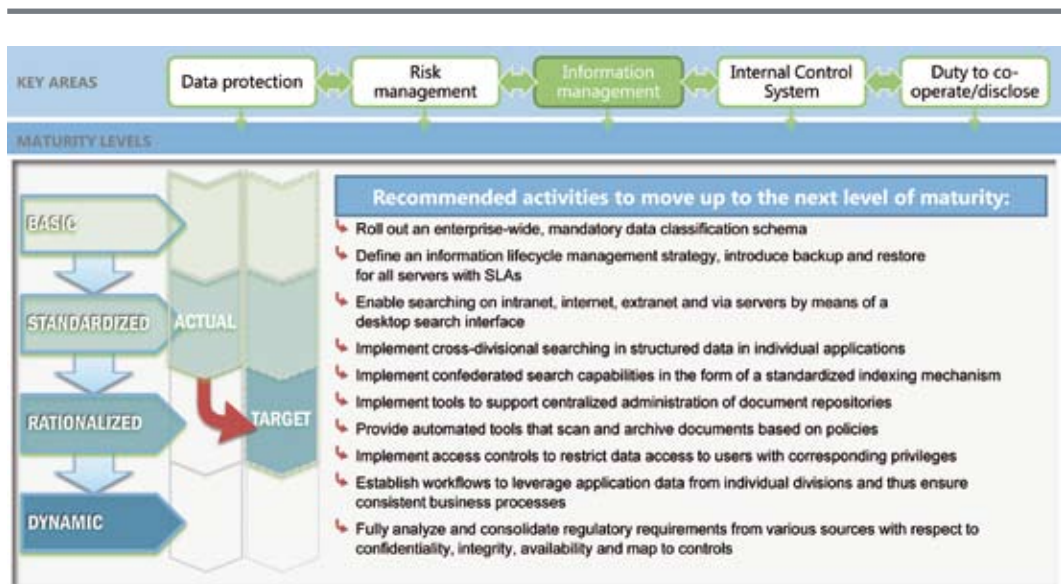 KEY AREAS
Data protection
Risk
management
Information
management
Internal Control
System
Duty to co-
operate/disclose
MATURITY LEVELS
BASIC
STANDARDIZED
RATIONALIZED
DYNAMIC
ACTUAL
TARGET
Recommended activities to move up to the next level of maturity:
Roll out an enterprise-wide, mandatory data classification schema
Define an information lifecycle management strategy, introduce backup and restore
for all servers with SLAs
Enable searching on intranet, internet, extranet and via servers by means of a
desktop search interface
Implement cross-divisional searching in structured data in individual applications
Implement confederated search capabilities in the form of a standardized indexing mechanism
Implement tools to support centralized administration of document repositories
Provide automated tools that scan and archive documents based on policies
Implement access controls to restrict data access to users with corresponding privileges
Establish workflows to leverage application data from individual divisions and thus ensure
consistent business processes
Fully analyze and consolidate regulatory requirements from various sources with respect to
confidentiality, integrity, availability and map to controls